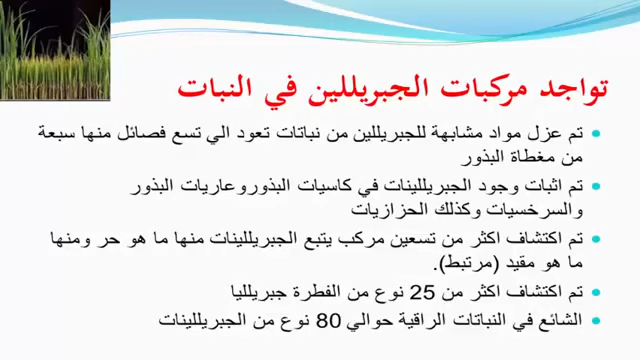 تواجد مركبات الجبريللين في النبات
تم عزل مواد مشابهة للجبريللين من نباتات تعود الي تسع فصائل منها سبعة
من مغطاة البذور
تم اثبات وجود الجبريللينات في كاسيات البذوروعاريات البذور
والسرخسيات وكذلك الحزازيات
تم اكتشاف اكثر من تسعين مركب يتبع الجبريللينات منها ما هو حر ومنها
ما هو مقيد (مرتبط).
تم اكتشاف اكثر من 25 نوع من الفطرة جبريلليا
الشائع في النباتات الراقية حوالي 80 نوع من الجبريللينات